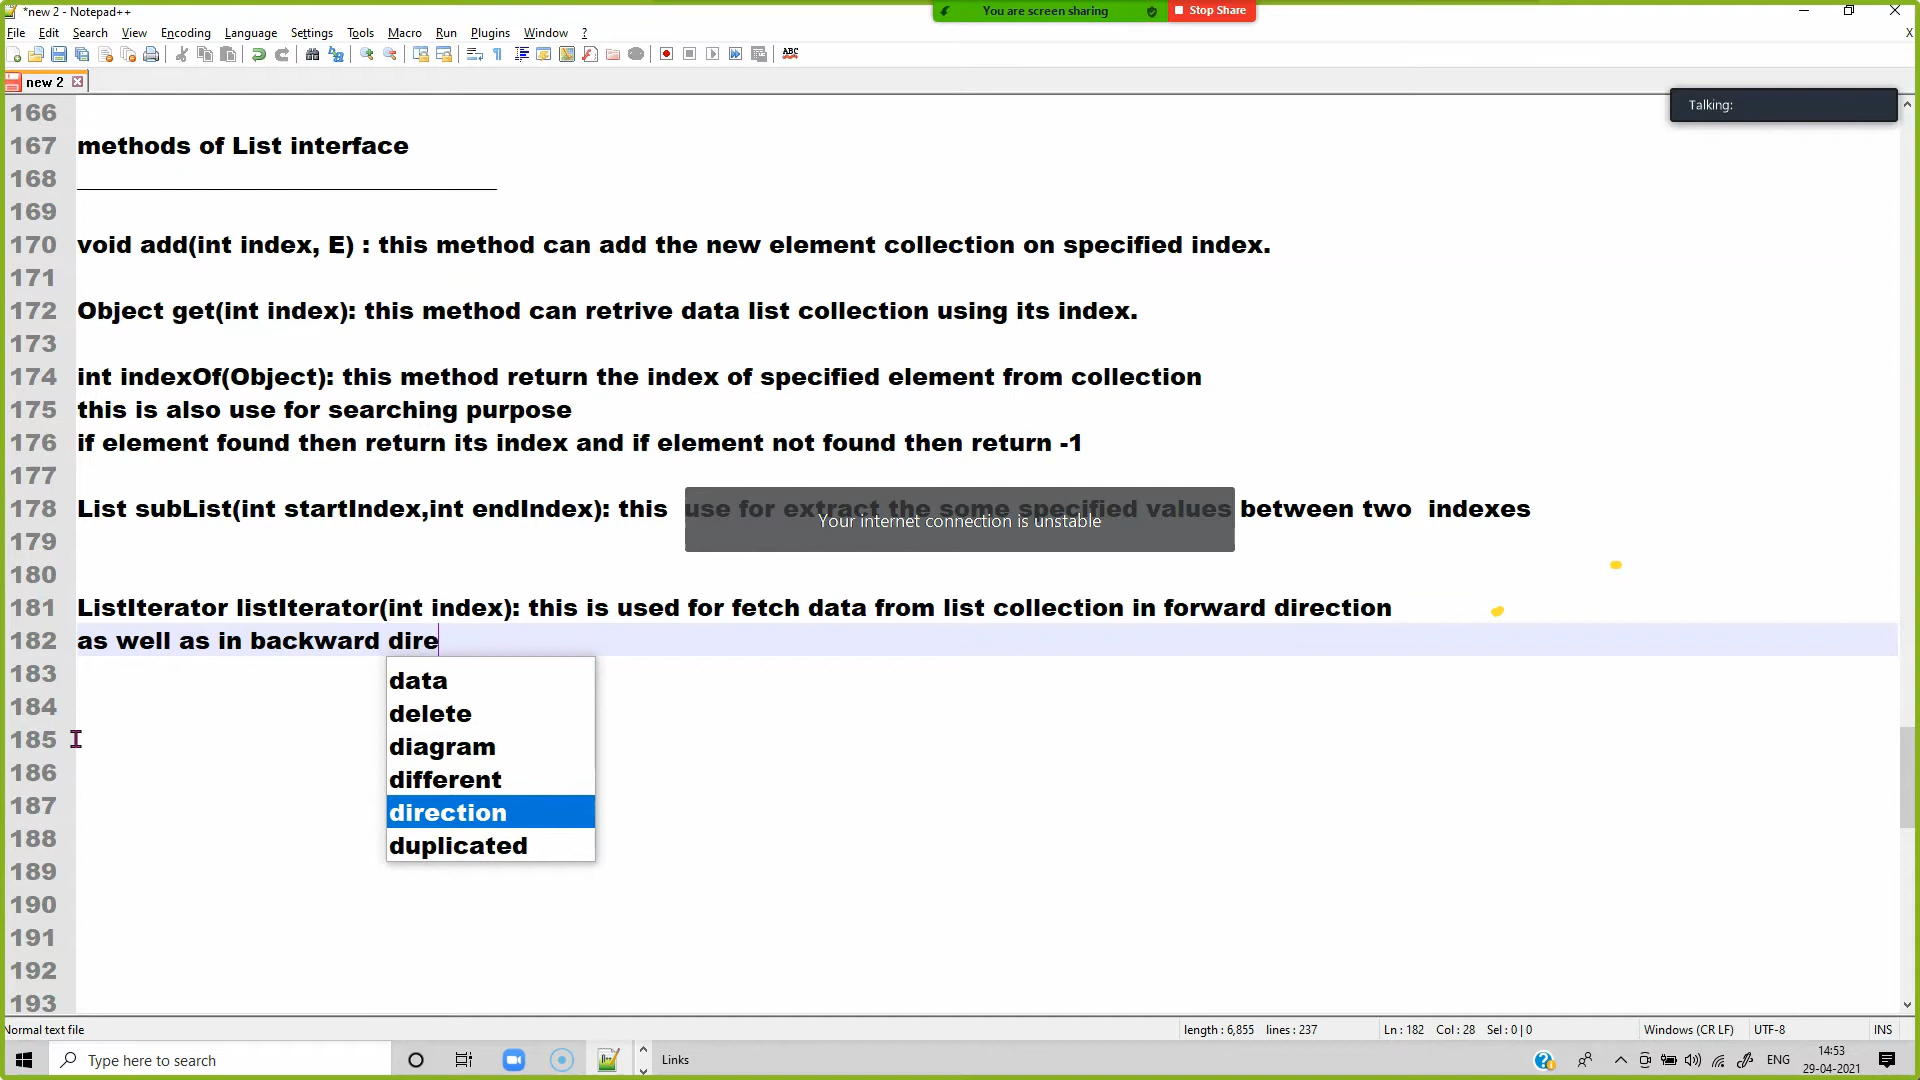 *new 2 - Notepad++
You are screen sharing
Stop Share
File Edit Search View Encoding Language Settings Tools Macro Run Plugins Window ?
X
ABC
new 2
Talking:
166
167 methods of List interface
168 ______________________________
169
170 void add(int index, E) : this method can add the new element collection on specified index.
171
172 Object get(int index): this method can retrive data list collection using its index.
173
174 int indexOf(Object): this method return the index of specified element from collection
175 this is also use for searching purpose
176 if element found then return its index and if element not found then return -1
177
178 List subList(int startIndex,int endIndex): this  use for extract the some specified values between two  indexes
Your internet connection is unstable
179
180
181 ListIterator listIterator(int index): this is used for fetch data from list collection in forward direction
182 as well as in backward dire
183
data
184
delete
185
diagram
186
different
187
direction
188
duplicated
189
190
191
192
193
Normal text file
length : 6,855 lines : 237
Ln : 182 Col : 28 Sel : 0 | 0
Windows (CR LF)
UTF-8
INS
Type here to search
Links
ENG
14:53
29-04-2021